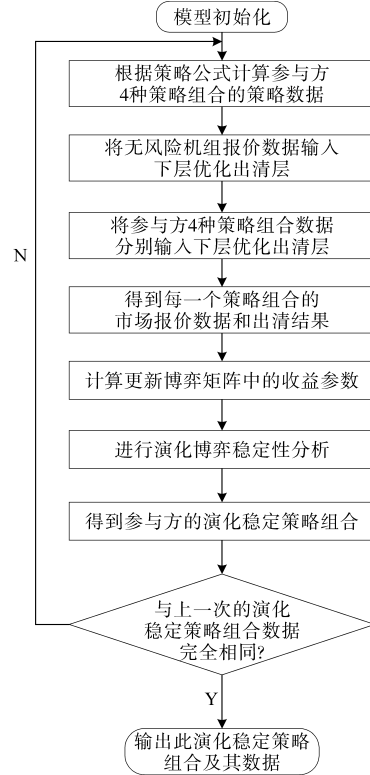 模型初始化
根据策略公式计算参与方
4种策略组合的策略数据
将无风险机组报价数据输入
下层优化出清层
将参与方4种策略组合数据
分别输入下层优化出清层
N
得到每一个策略组合的
市场报价数据和出清结果
计算更新博弈矩阵中的收益参数
进行演化博弈稳定性分析
得到参与方的演化稳定策略组合
与上一次的演化
稳定策略组合数据
完全相同?
Y
输出此演化稳定策略
组合及其数据